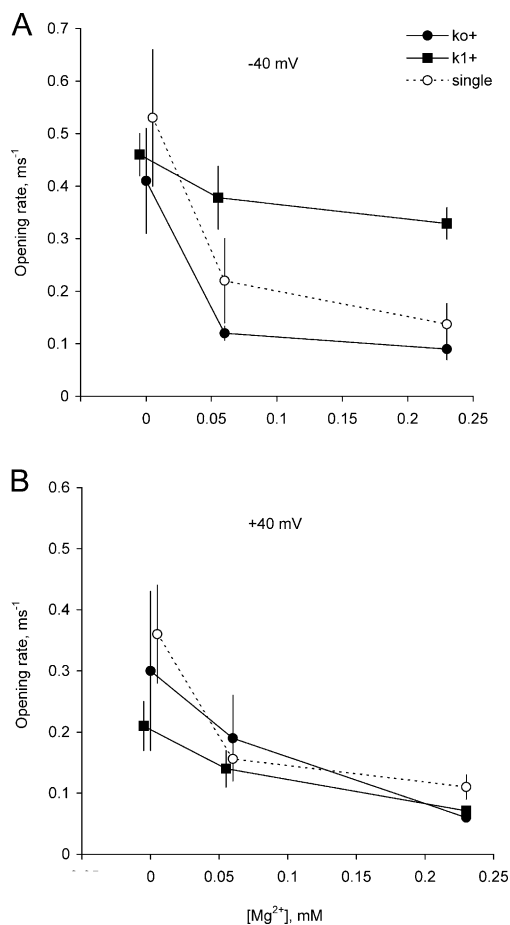 A
0.7
0.6
0.5
0.4
0.3
0.2
0.1
0
Opening rate, ms-1
-40 mV
ko+
k1+
single
0 0.05 0.1 0.15 0.2 0.25
B
0.6
0.5
0.4
0.3
0.2
0.1
0
Opening rate, ms-1
+40 mV
0 0.05 0.1 0.15 0.2 0.25
[Mg2+], mM